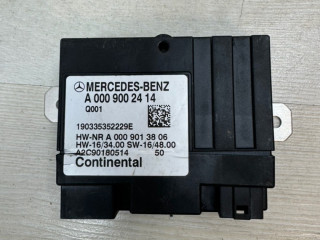 MERCEDES-BENZ
A 000 900 24 14
Q001
190335352229E
HW-NR A 000 901 38 06
HW-16/34.00 SW-16/48.00
A2C90180514 50
Continental